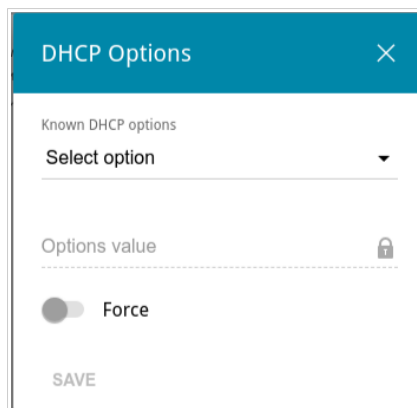 DHCP Options
Known DHCP options
Select option
Options value
Force
SAVE